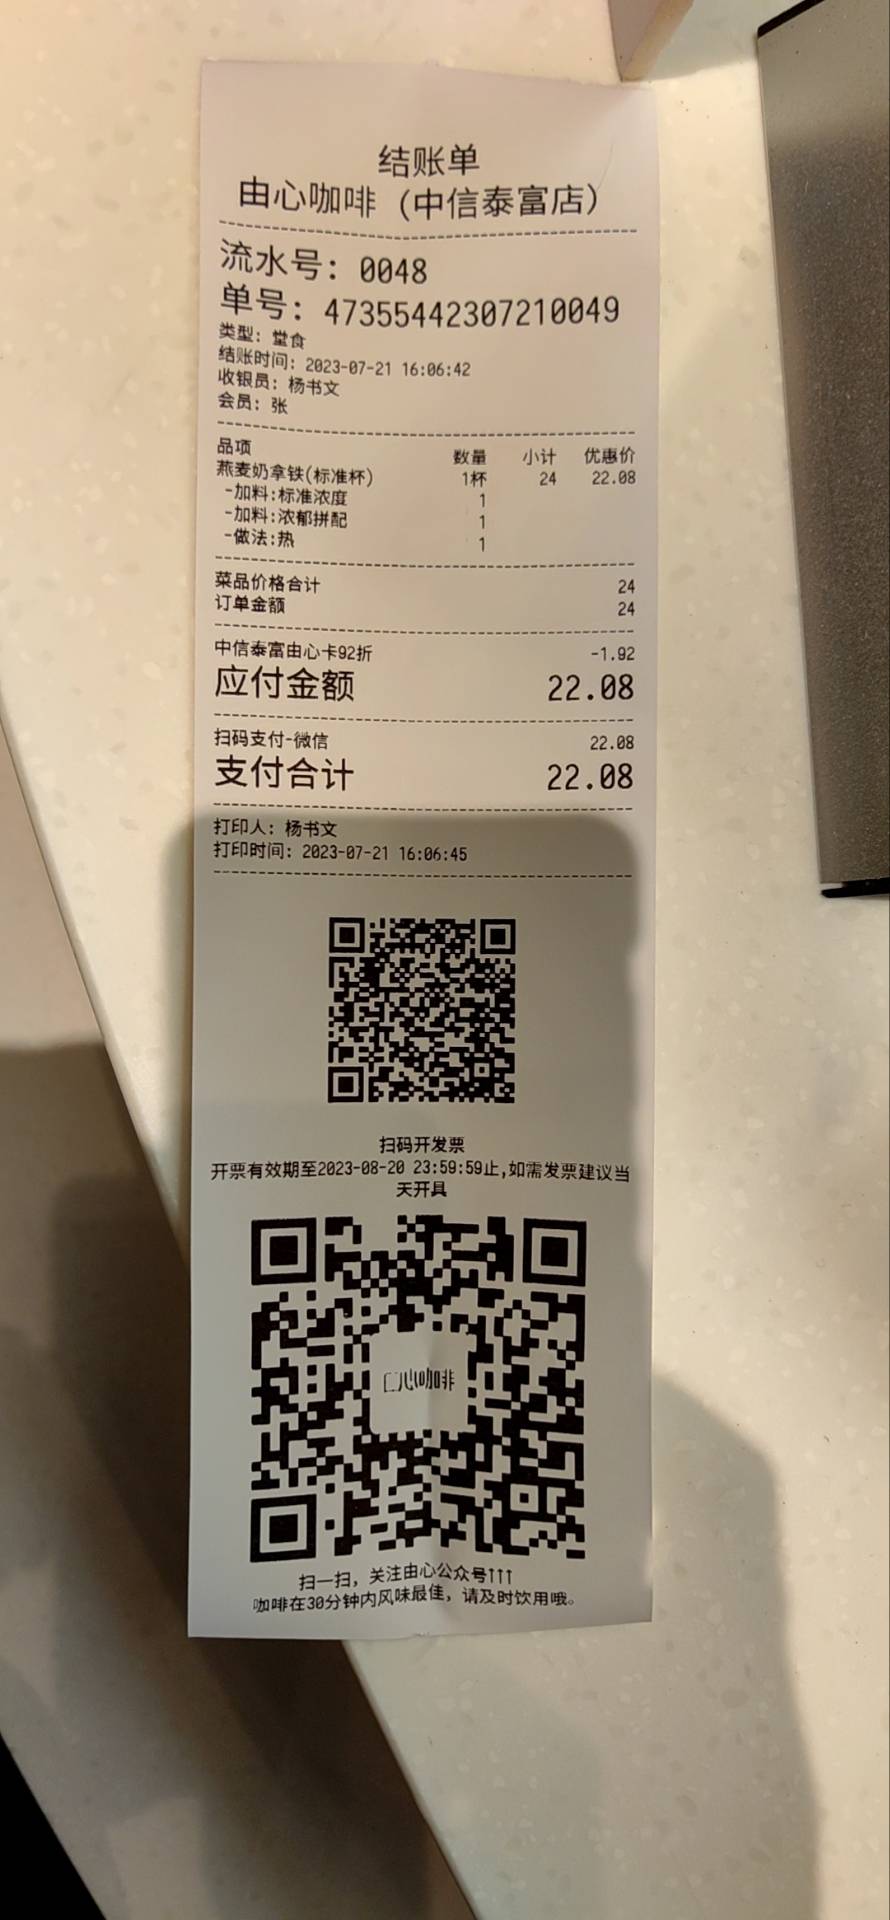 结账单
由心咖啡（中信泰富店）
流水号: 0048
单号: 47355442307210049
类型: 堂食
结账时间: 2023-07-21 16:06:42
收银员: 杨书文
会员: 张
品项 数量 小计 优惠价
燕麦奶拿铁(标准杯) 1杯 24 22.08
-加料:标准浓度 1
-加料:浓郁拼配 1
-做法:热 1
菜品价格合计 24
订单金额 24
中信泰富由心卡92折 -1.92
应付金额 22.08
扫码支付-微信 22.08
支付合计 22.08
打印人: 杨书文
打印时间: 2023-07-21 16:06:45
扫码开发票
开票有效期至2023-08-20 23:59:59止,如需发票建议当
天开具
心咖啡
扫一扫，关注由心公众号↑↑↑
咖啡在30分钟内风味最佳，请及时饮用哦。